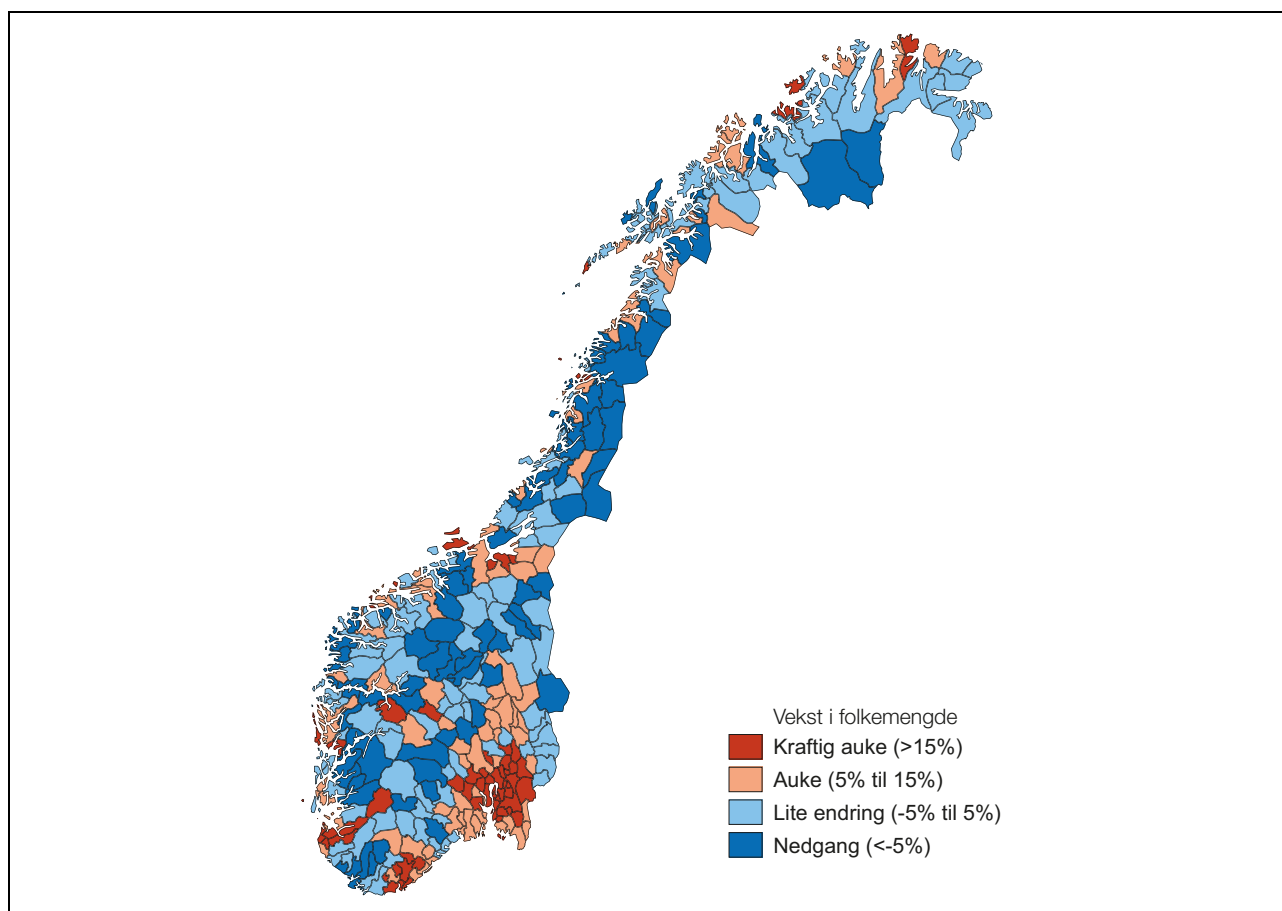 Vekst i folkemengde
Kraftig auke (>15%)
Auke (5% til 15%)
Lite endring (-5% til 5%)
Nedgang (<-5%)